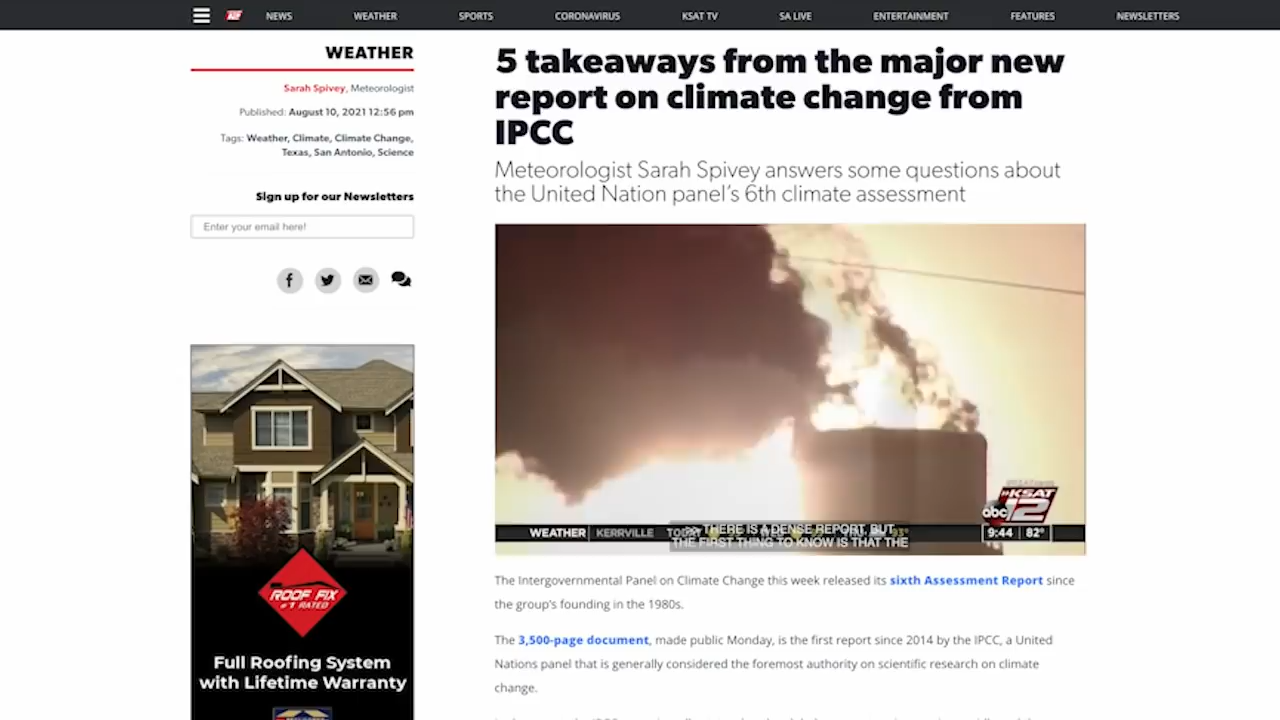 NEWS
WEATHER
SPORTS
CORONAVIRUS
KSAT TV
SA LIVE
ENTERTAINMENT
FEATURES
NEWSLETTERS
WEATHER
Sarah Spivey, Meteorologist
Published: August 10, 2021 12:56 pm
Tags: Weather, Climate, Climate Change,
Texas, San Antonio, Science
Sign up for our Newsletters
Enter your email here!
ROOF FIX
#1 RATED
Full Roofing System
with Lifetime Warranty
5 takeaways from the major new
report on climate change from
IPCC
Meteorologist Sarah Spivey answers some questions about
the United Nation panel's 6th climate assessment
abc KSAT 12
WEATHER KERRVILLE TODAY 93°
9:44 82°
>> THERE IS A DENSE REPORT, BUT
THE FIRST THING TO KNOW IS THAT THE
The Intergovernmental Panel on Climate Change this week released its sixth Assessment Report since
the group's founding in the 1980s.
The 3,500-page document, made public Monday, is the first report since 2014 by the IPCC, a United
Nations panel that is generally considered the foremost authority on scientific research on climate
change.